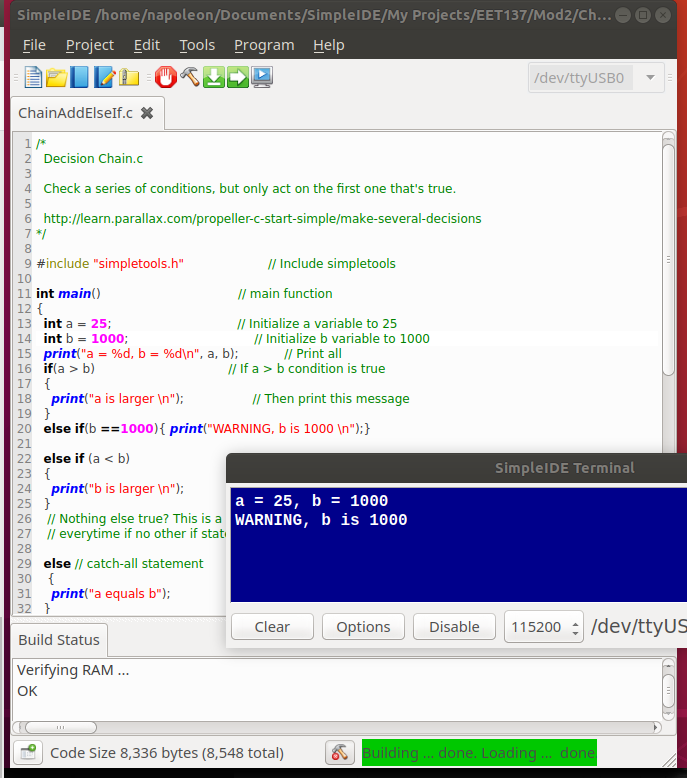 SimpleIDE /home/napoleon/Documents/SimpleIDE/My Projects/EET137/Mod2/Ch...
File Project Edit Tools Program Help
/dev/ttyUSB0
ChainAddElseIf.c
1 /*
2 Decision Chain.c
3
4 Check a series of conditions, but only act on the first one that's true.
5
6 http://learn.parallax.com/propeller-c-start-simple/make-several-decisions
7 */
8
9 #include "simpletools.h" // Include simpletools
10
11 int main() // main function
12 {
13 int a = 25; // Initialize a variable to 25
14 int b = 1000; // Initialize b variable to 1000
15 print("a = %d, b = %d\n", a, b); // Print all
16 if(a > b) // If a > b condition is true
17 {
18 print("a is larger \n"); // Then print this message
19 }
20 else if(b ==1000){ print("WARNING, b is 1000 \n");}
21
22 else if (a < b)
23 {
24 print("b is larger \n");
25 }
26 // Nothing else true? This is a
27 // everytime if no other if stat
28
29 else // catch-all statement
30 {
31 print("a equals b");
32 }
SimpleIDE Terminal
a = 25, b = 1000
WARNING, b is 1000
Clear Options Disable 115200 /dev/ttyUS
Build Status
Verifying RAM ...
OK
Code Size 8,336 bytes (8,548 total) Building ... done. Loading ... done